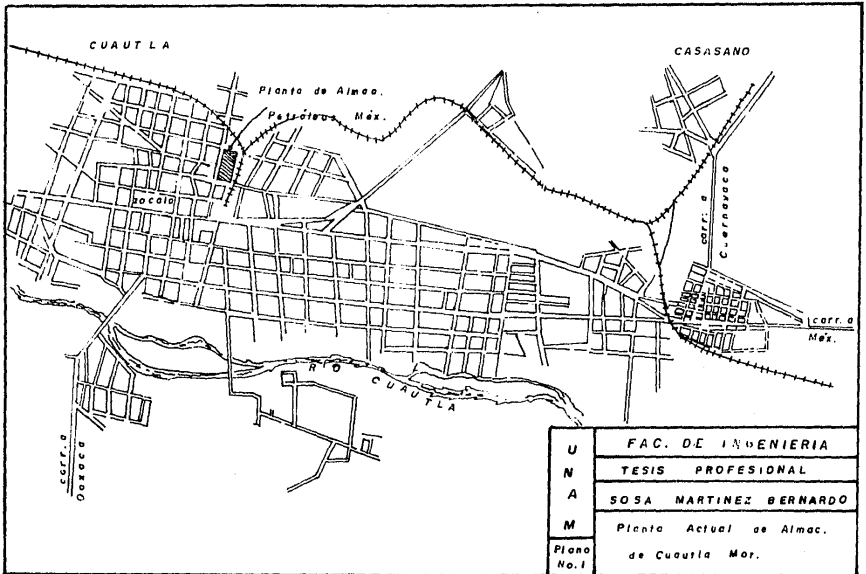 CUAUTLA
CASASANO
Planta de Almac.
Petróleos Méx.
zocalo
carr. a
Cuernavaca
carr. a
Méx.
RIO
CUAUTLA
carr. a
Oaxaca
UNAM
FAC. DE INGENIERIA
TESIS PROFESIONAL
SOSA MARTINEZ BERNARDO
Planta Actual de Almac.
de Cuautla Mor.
Plano
No. 1